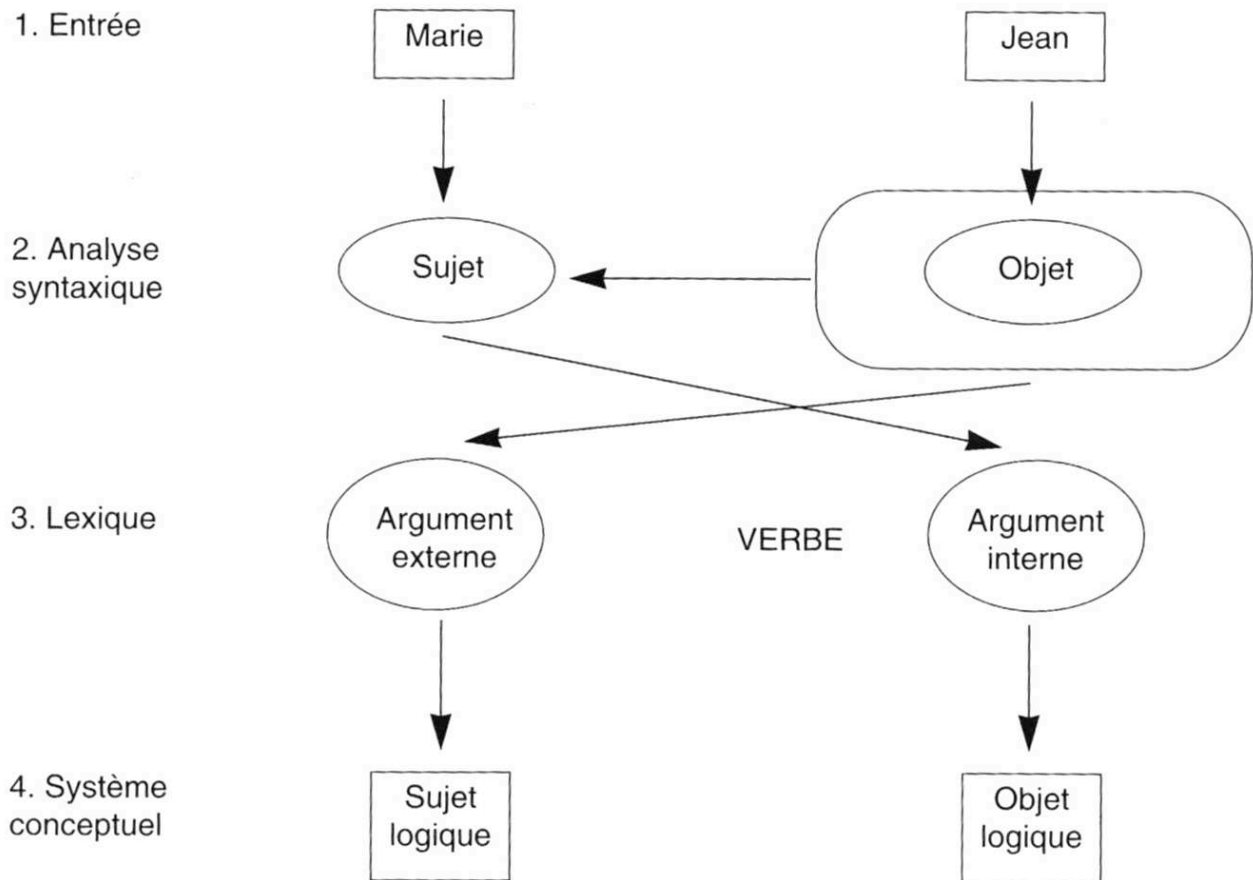 1. Entrée
Marie
Jean
2. Analyse
syntaxique
Sujet
Objet
3. Lexique
Argument
externe
VERBE
Argument
interne
4. Système
conceptuel
Sujet
logique
Objet
logique